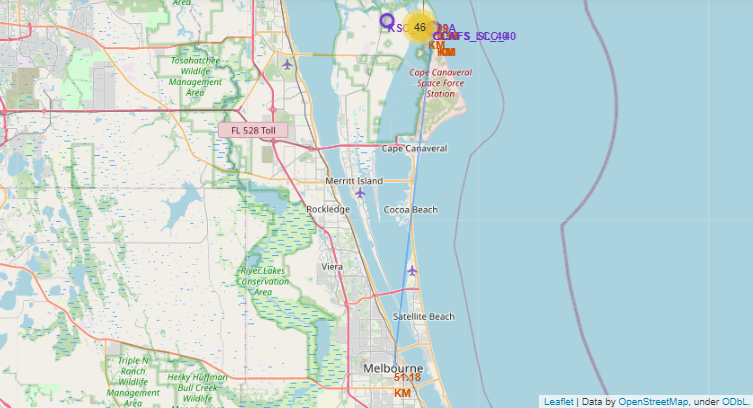 46
KM
KM
Tosohatchee
Wildlife
Management
Area
Cape Canaveral
Space Force
Station
FL 528 Toll
Cape Canaveral
Merritt Island
Rockledge
Cocoa Beach
Viera
River Lakes
Conservation
Area
Satellite Beach
Melbourne
51.18
KM
Triple N
Ranch
Wildlife
Management
Area
Herky Huffman
Bull Creek
Wildlife
Leaflet | Data by OpenStreetMap, under ODbL.